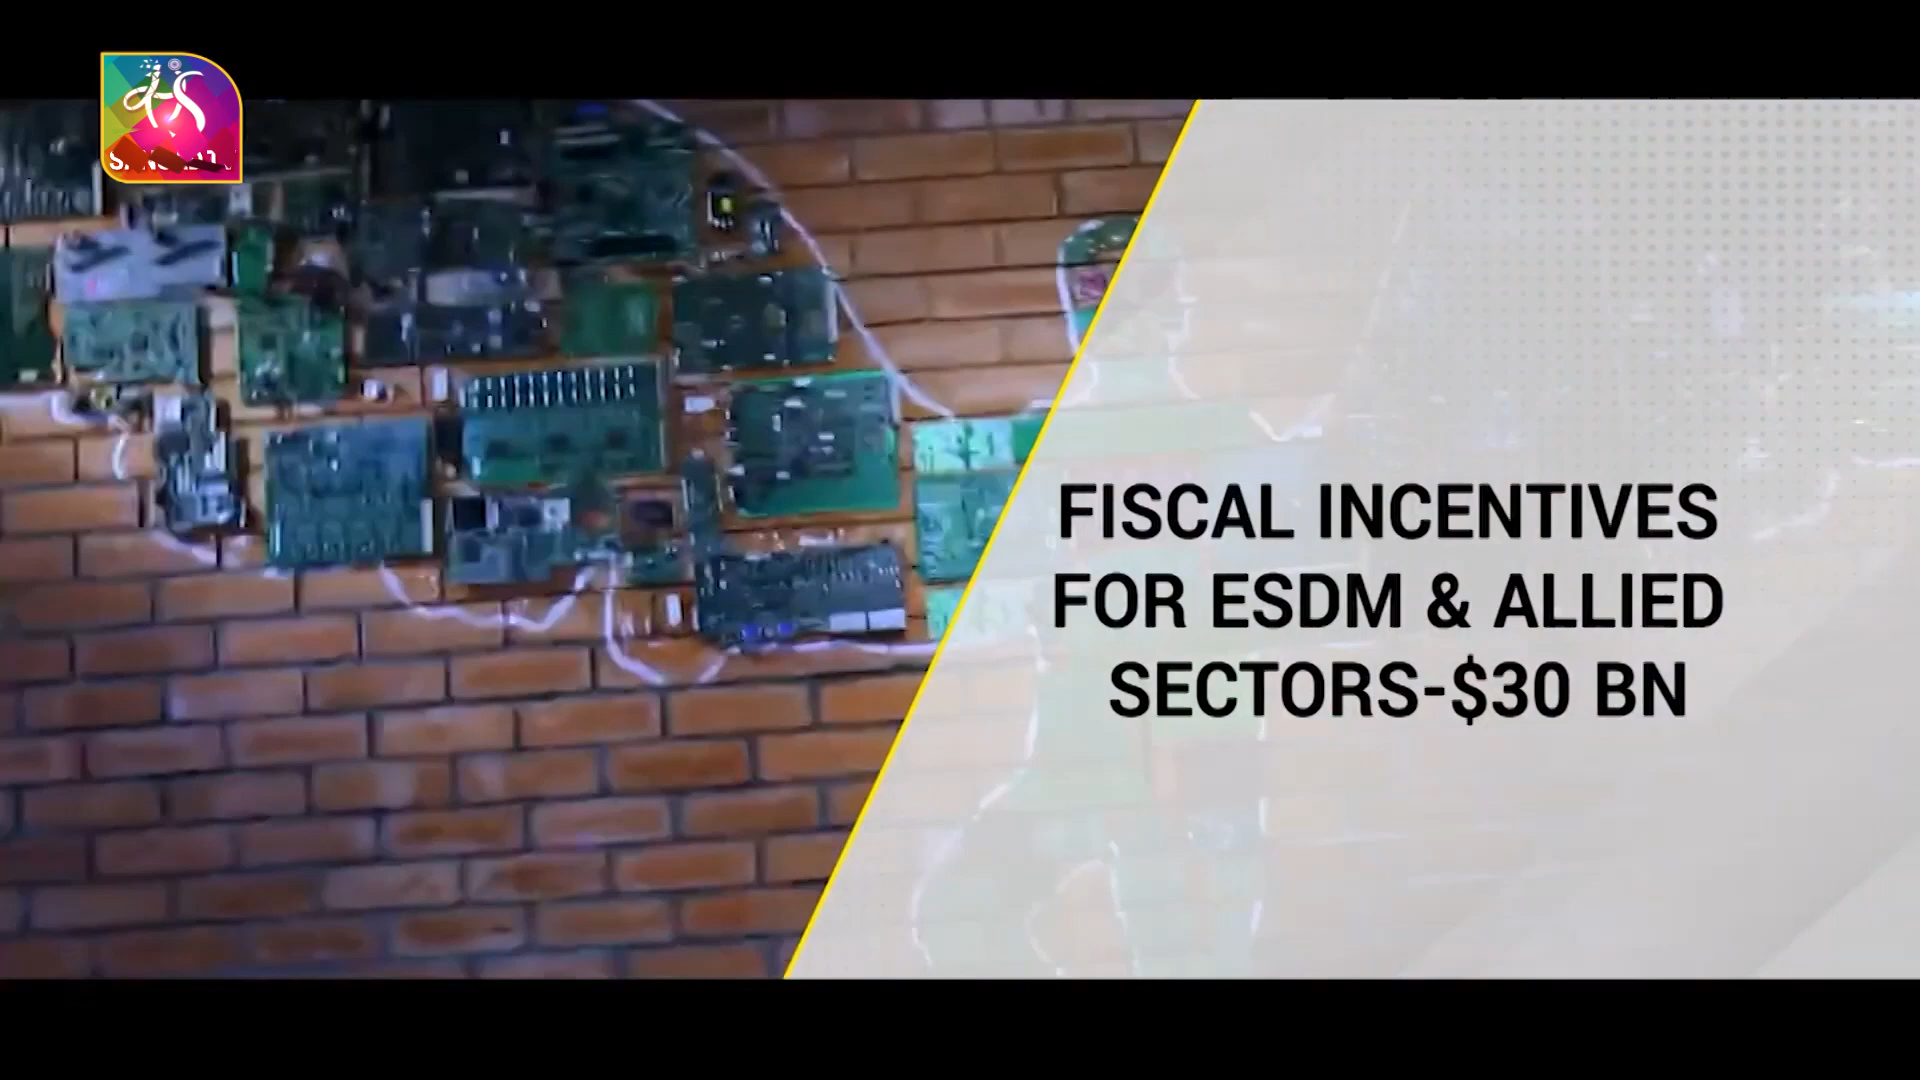 FISCAL INCENTIVES
FOR ESDM & ALLIED
SECTORS-$30 BN